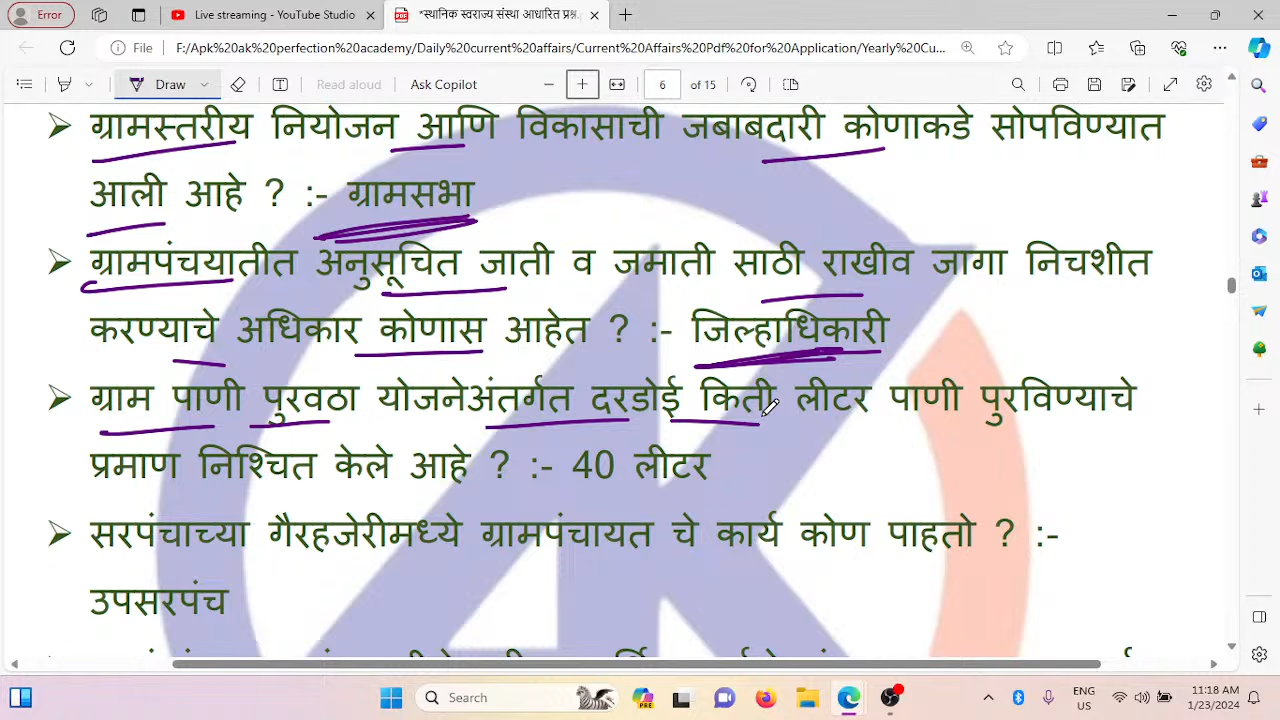 Error
Live streaming - YouTube Studio
*स्थानिक स्वराज्य संस्था आधारित प्रश्न
File
F:/Apk%20ak%20perfection%20academy/Daily%20current%20affairs/Current%20Affairs%20Pdf%20for%20Application/Yearly%20Cu...
Draw
Read aloud
Ask Copilot
6 of 15
➢ ग्रामस्तरीय नियोजन आणि विकासाची जबाबदारी कोणाकडे सोपविण्यात
आली आहे ? :- ग्रामसभा
➢ ग्रामपंचयातीत अनुसूचित जाती व जमाती साठी राखीव जागा निचशीत
करण्याचे अधिकार कोणास आहेत ? :- जिल्हाधिकारी
➢ ग्राम पाणी पुरवठा योजनेअंतर्गत दरडोई किती लीटर पाणी पुरविण्याचे
प्रमाण निश्चित केले आहे ? :- 40 लीटर
➢ सरपंचाच्या गैरहजेरीमध्ये ग्रामपंचायत चे कार्य कोण पाहतो ? :-
उपसरपंच
Search
PRE
ENG
US
11:18 AM
1/23/2024